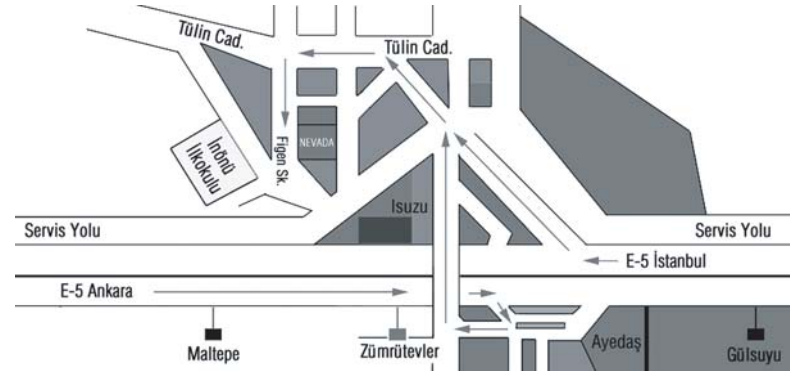 Tülin Cad.
Tülin Cad.
Figen Sk.
NEVADA
İnönü
İlkokulu
Isuzu
Servis Yolu
Servis Yolu
E-5 İstanbul
E-5 Ankara
Maltepe
Zümrütevler
Ayedaş
Gülsuyu